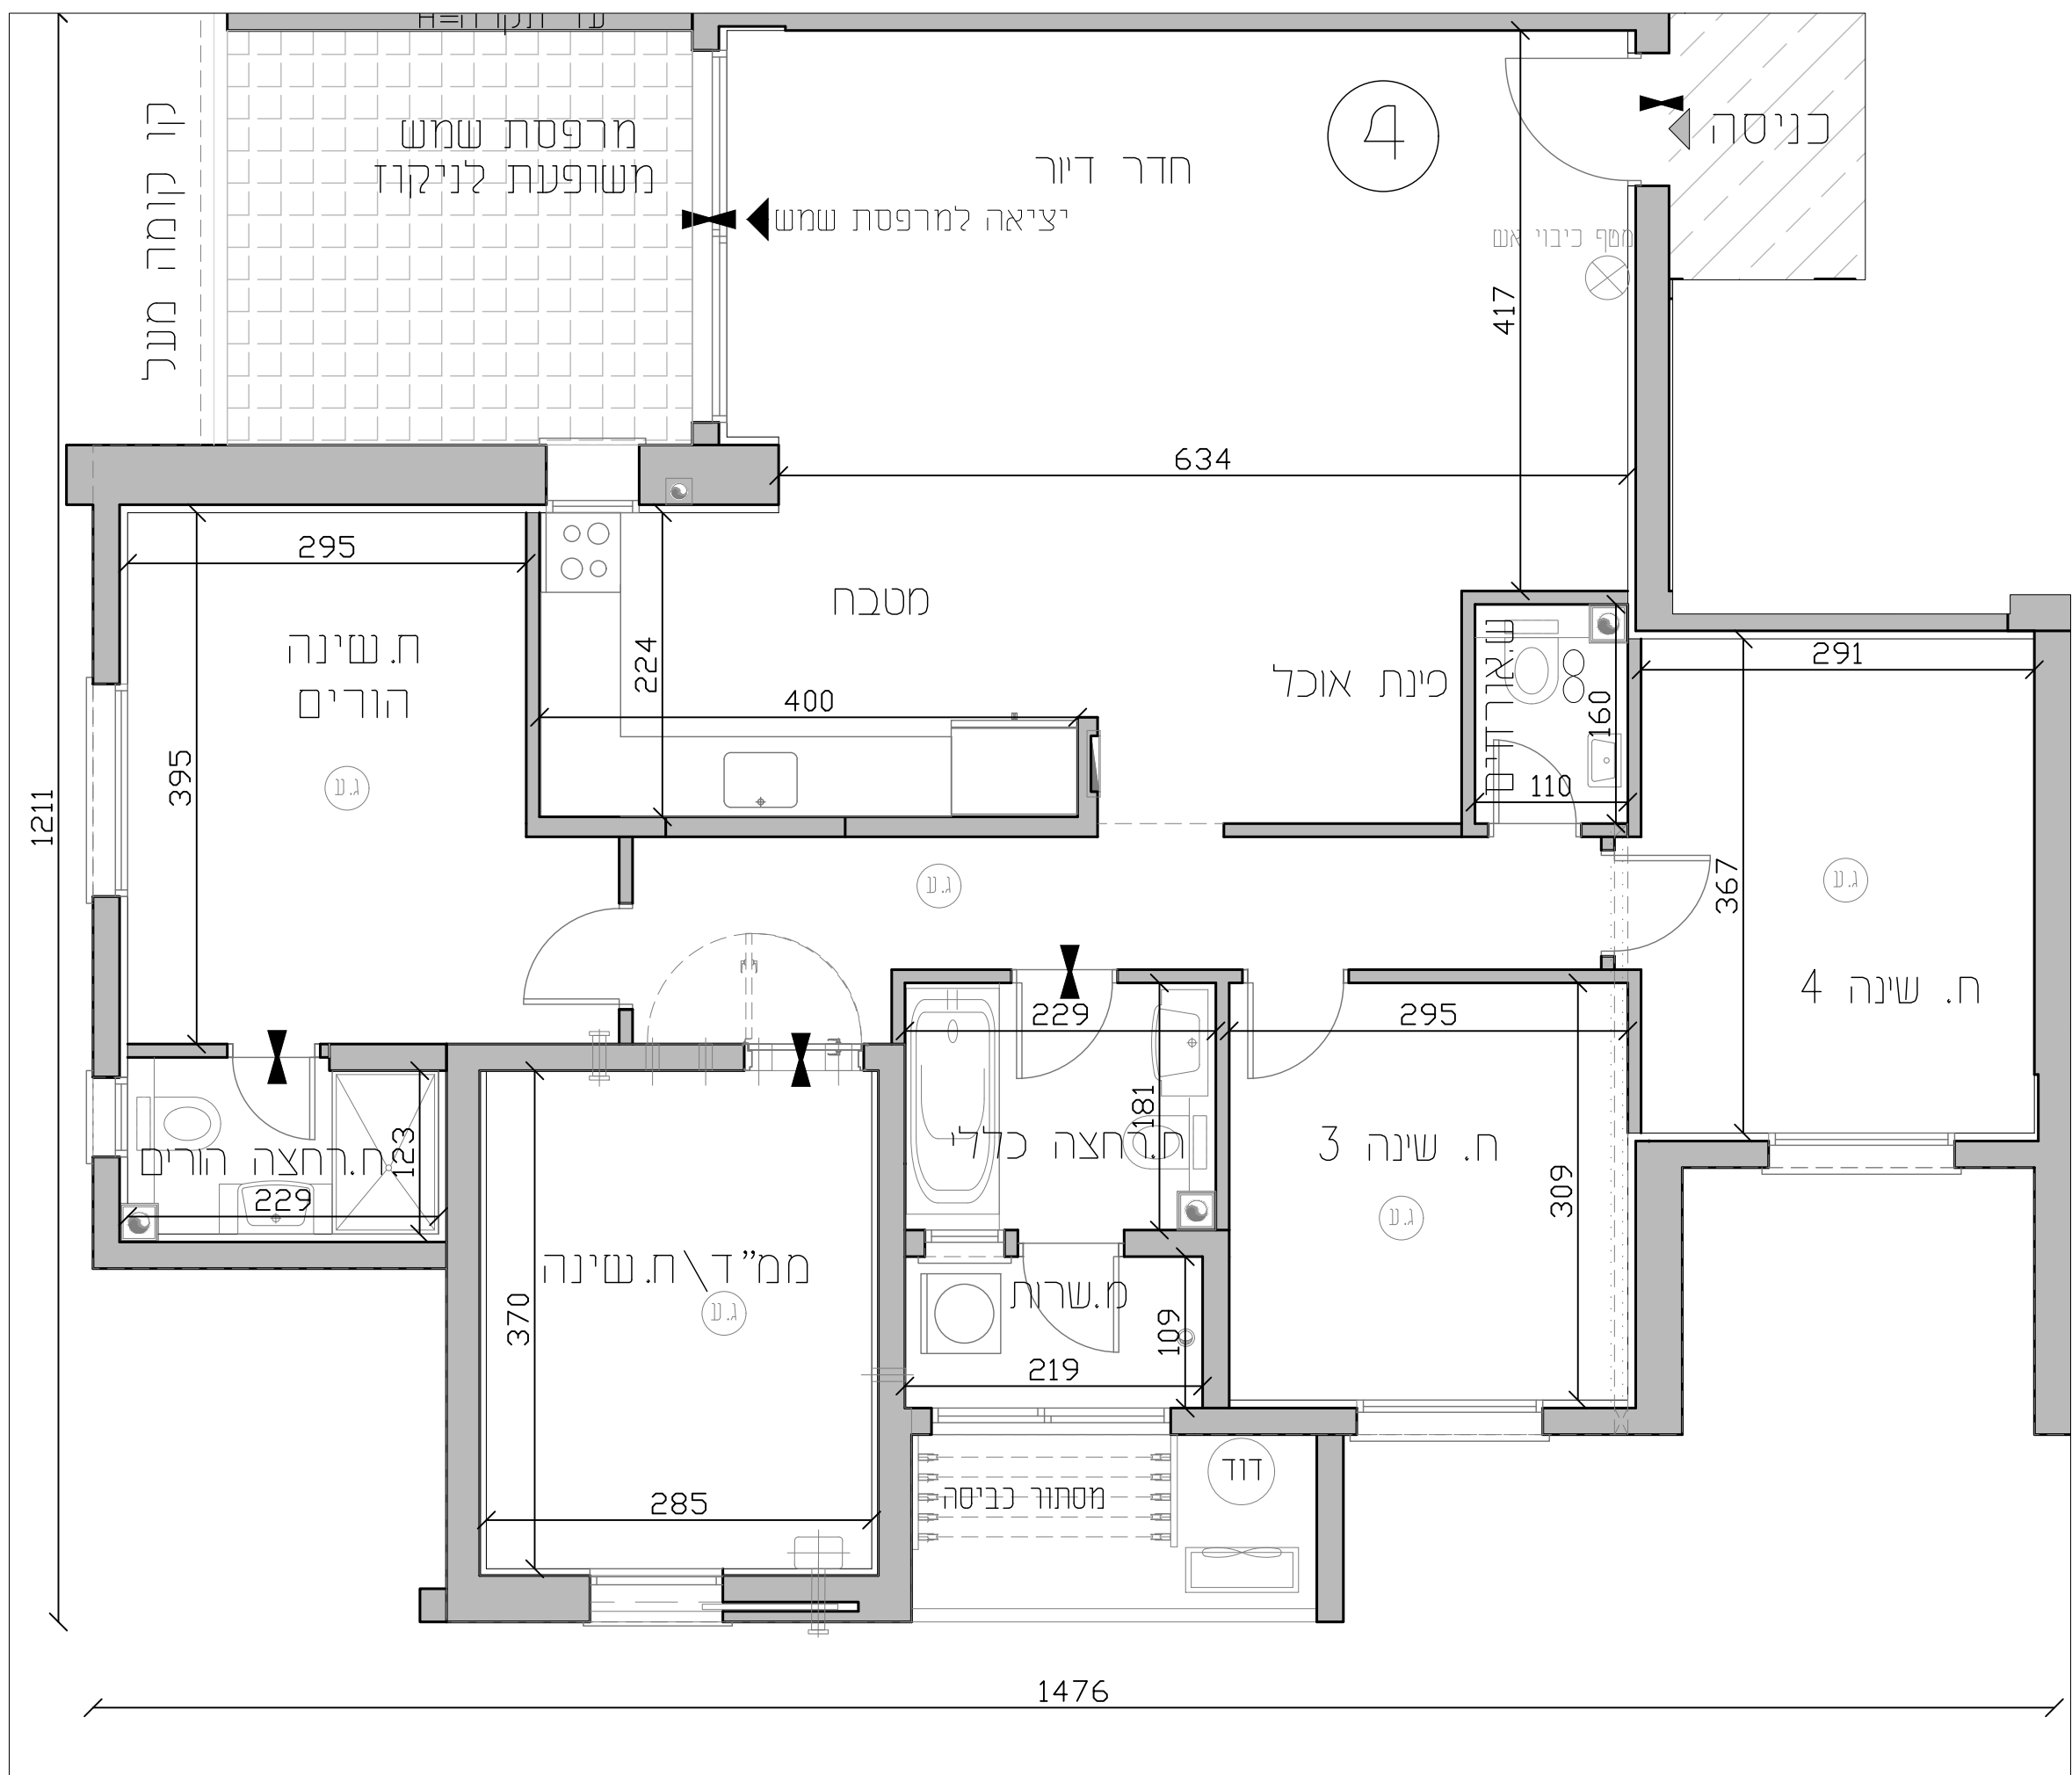 קו קומה מעל
מרפסת שמש
משופעת לניקוז
חדר דיור
4
כניסה
יציאה למרפסת שמש
מטף כיבוי אש
417
634
295
ח.שינה
הורים
מטבח
224
400
פינת אוכל
ש.אורחים
160
110
291
395
ג.ע
1211
ג.ע
367
ג.ע
ח. שינה 4
229
295
181
ח.רחצה כללי
ח. שינה 3
309
ג.ע
123
ח.רחצה הורים
229
ממ"ד\ח.שינה
ג.ע
370
285
מ.שרות
109
219
מסתור כביסה
דוד
1476